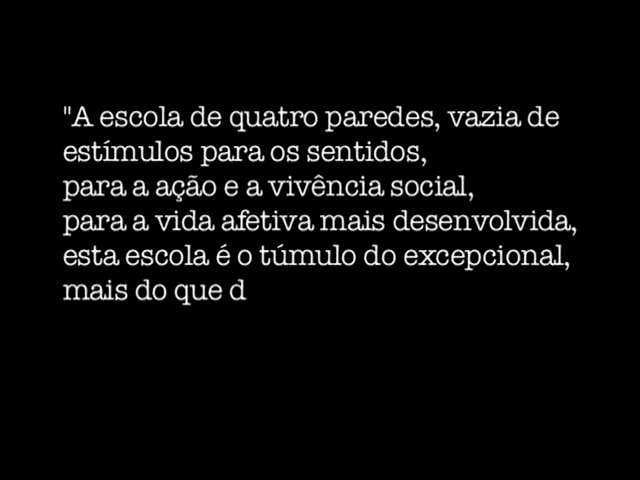 "A escola de quatro paredes, vazia de
estímulos para os sentidos,
para a ação e a vivência social,
para a vida afetiva mais desenvolvida,
esta escola é o túmulo do excepcional,
mais do que d